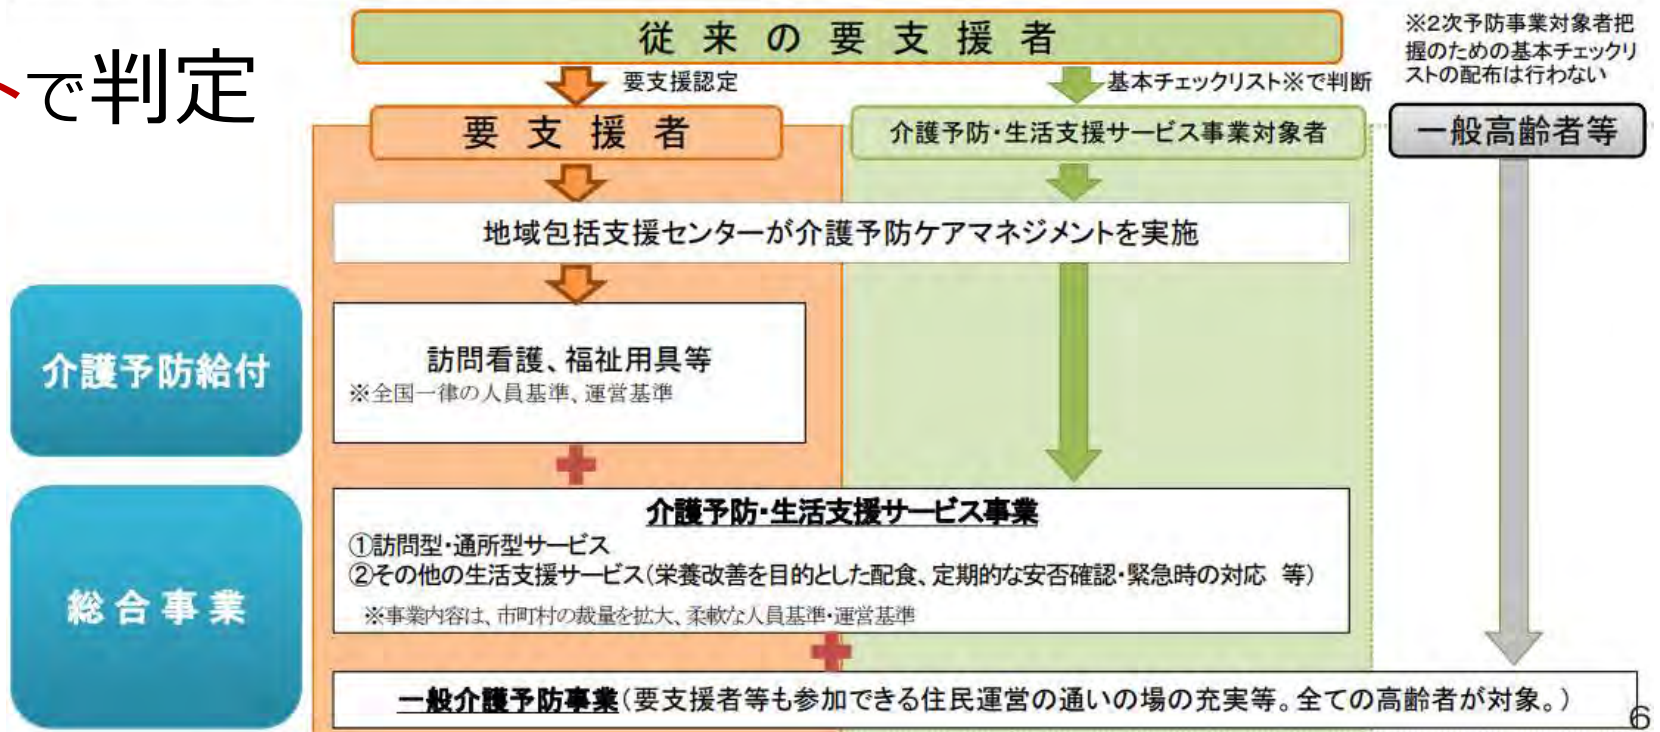 トで判定
従来の要支援者
※2次予防事業対象者把
握のための基本チェックリ
ストの配布は行わない
要支援認定
基本チェックリスト※で判断
要支援者
介護予防・生活支援サービス事業対象者
一般高齢者等
地域包括支援センターが介護予防ケアマネジメントを実施
介護予防給付
訪問看護、福祉用具等
※全国一律の人員基準、運営基準
総合事業
介護予防・生活支援サービス事業
①訪問型・通所型サービス
②その他の生活支援サービス(栄養改善を目的とした配食、定期的な安否確認・緊急時の対応 等)
※事業内容は、市町村の裁量を拡大、柔軟な人員基準・運営基準
一般介護予防事業(要支援者等も参加できる住民運営の通いの場の充実等。全ての高齢者が対象。)
6